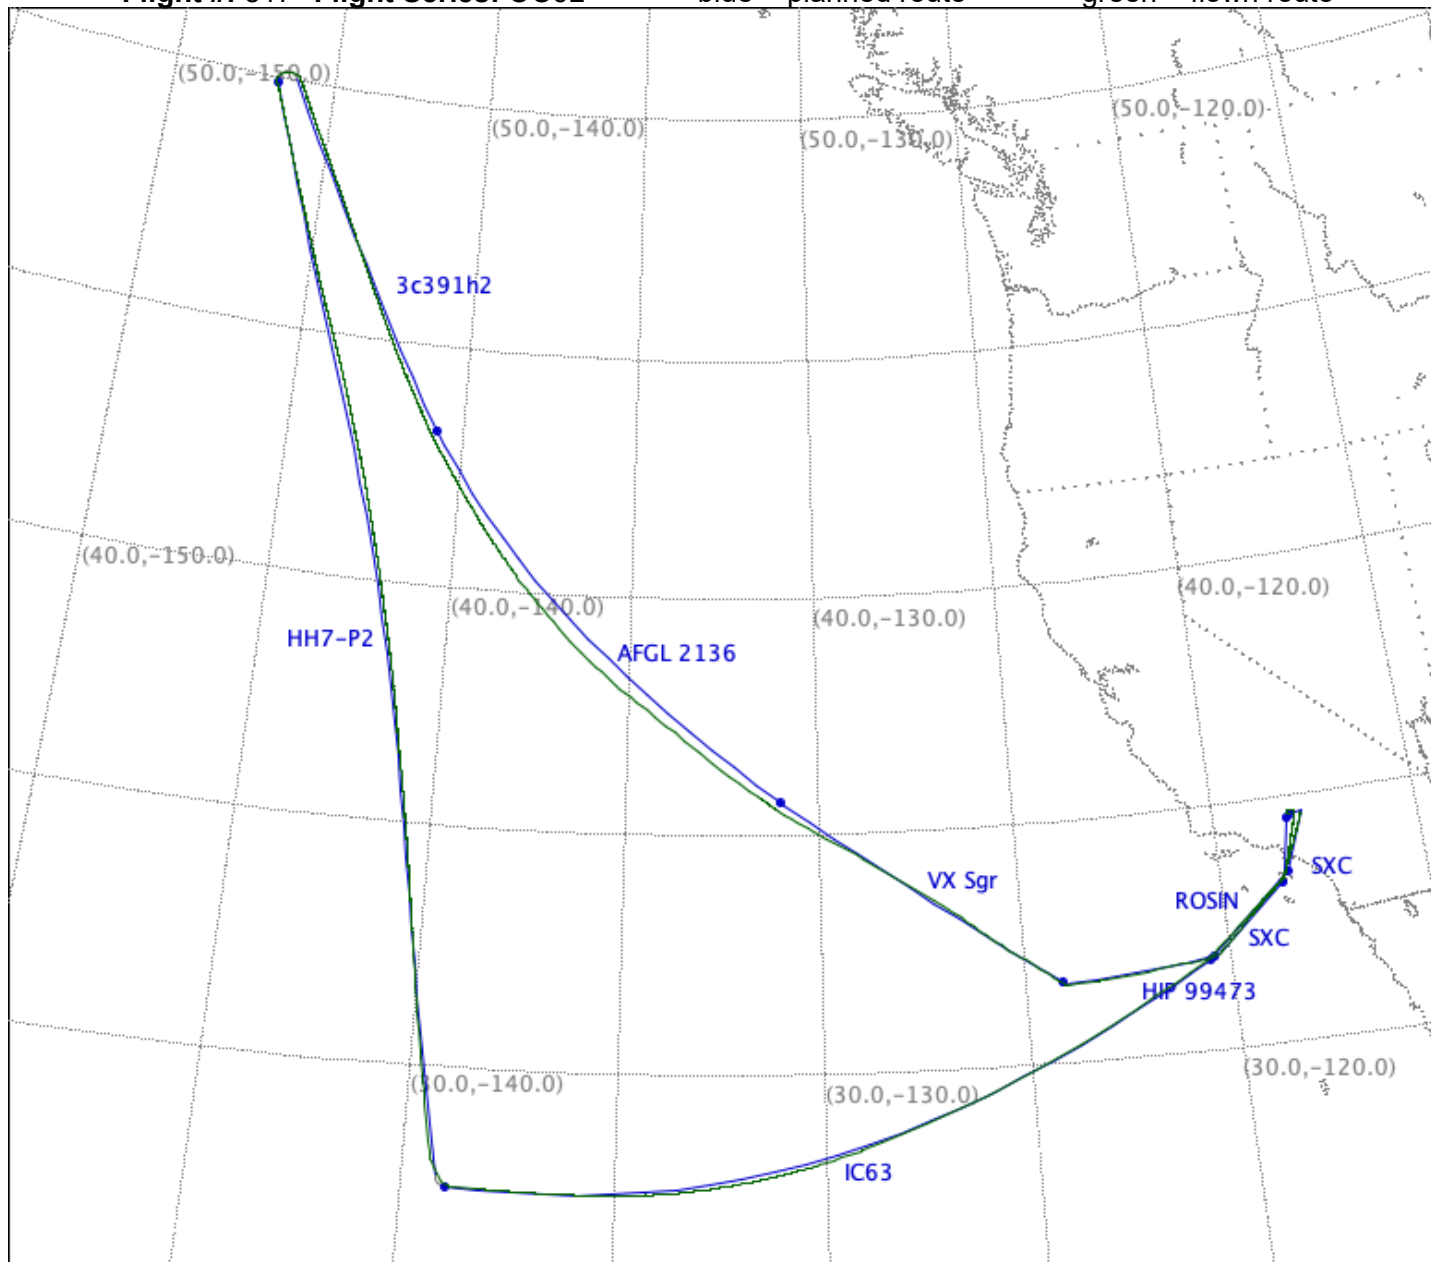 (50.0,-150.0)
(50.0,-140.0)
(50.0,-130.0)
(50.0,-120.0)
3c391h2
(40.0,-150.0)
(40.0,-140.0)
(40.0,-130.0)
(40.0,-120.0)
HH7-P2
AFGL 2136
VX Sgr
SXC
ROSIN
SXC
HIP 99473
(30.0,-140.0)
(30.0,-130.0)
(30.0,-120.0)
IC63